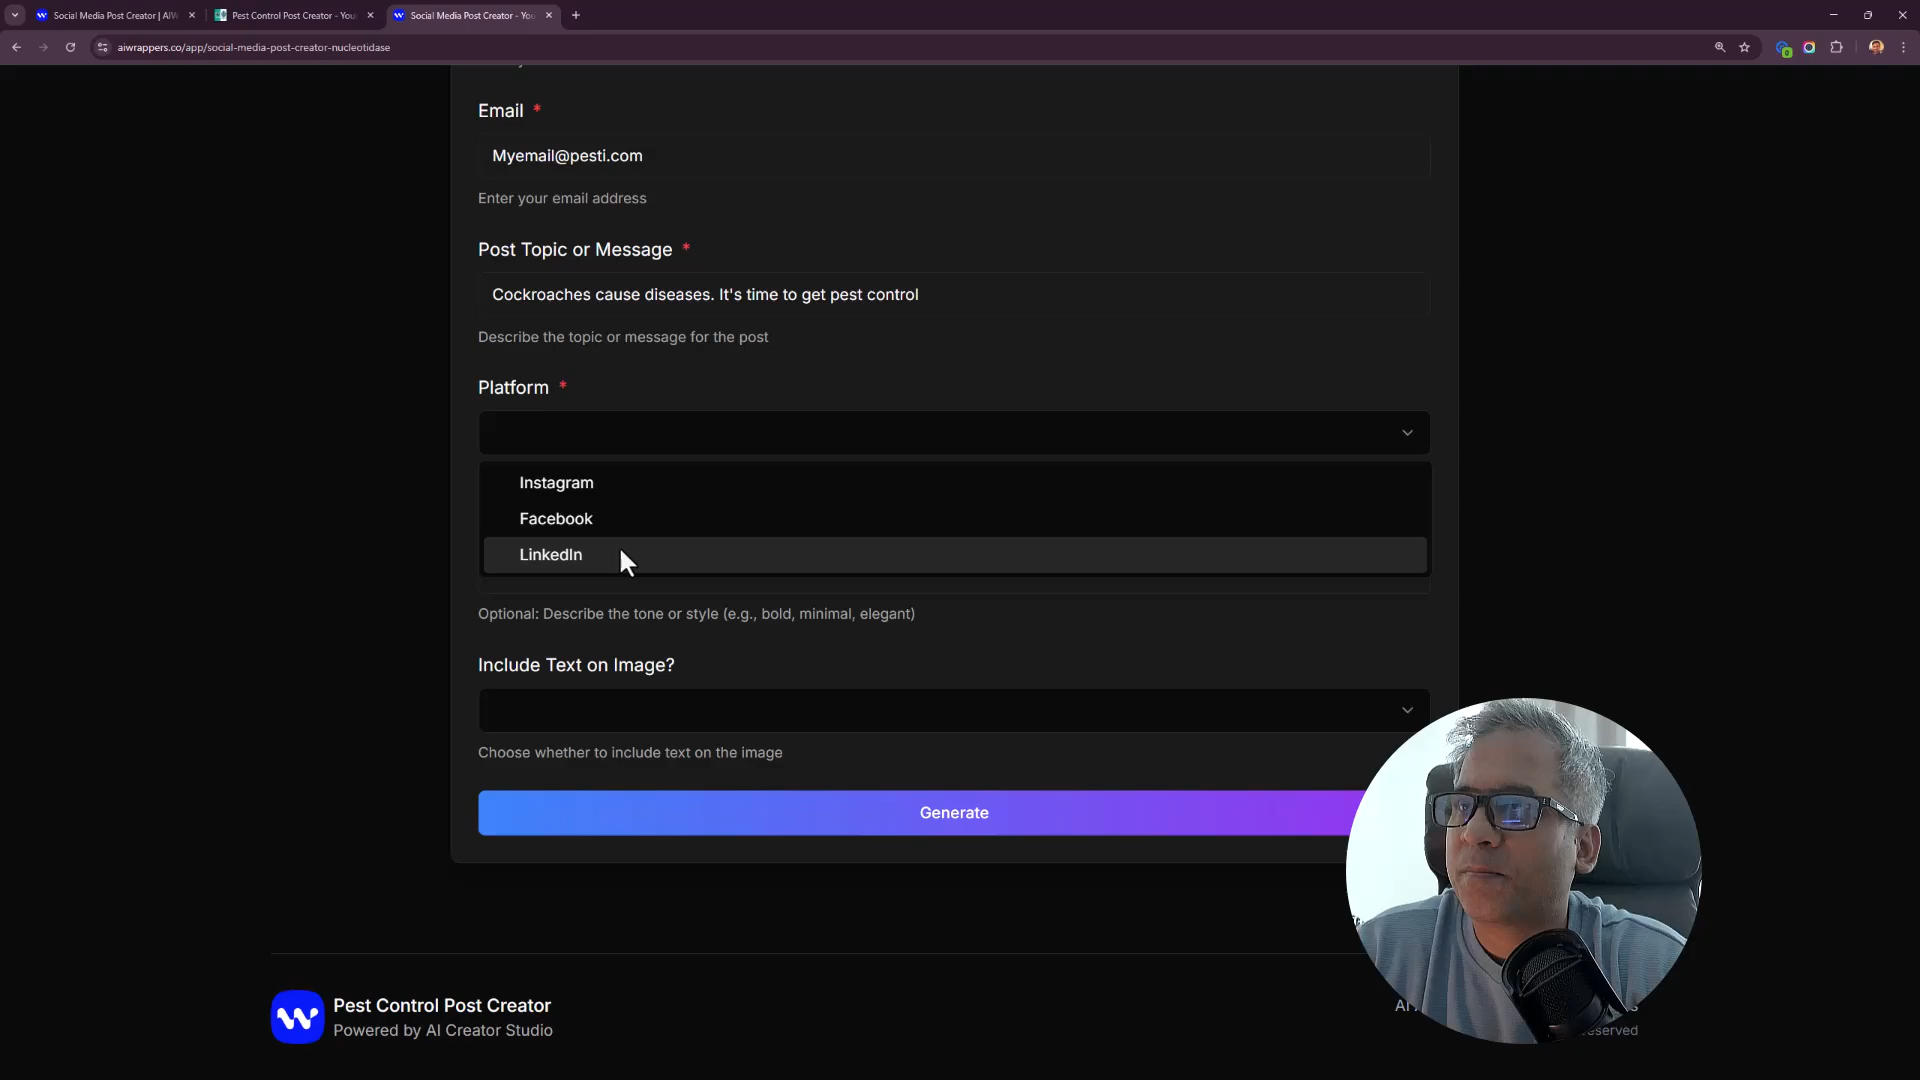 Social Media Post Creator | AIW
Pest Control Post Creator - You
Social Media Post Creator - You
aiwrappers.co/app/social-media-post-creator-nucleotidase
Email *
Myemail@pesti.com
Enter your email address
Post Topic or Message *
Cockroaches cause diseases. It's time to get pest control
Describe the topic or message for the post
Platform *
Instagram
Facebook
LinkedIn
Optional: Describe the tone or style (e.g., bold, minimal, elegant)
Include Text on Image?
Choose whether to include text on the image
Generate
Pest Control Post Creator
Powered by AI Creator Studio